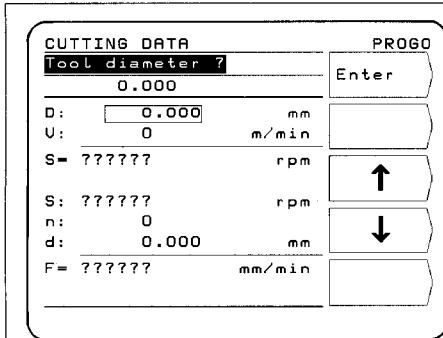 CUTTING DATA PROGO
Tool diameter ?
Enter
0.000
D: 0.000 mm
V: 0 m/min
S= ?????? rpm
S: ?????? rpm
n: 0
d: 0.000 mm
F= ?????? mm/min